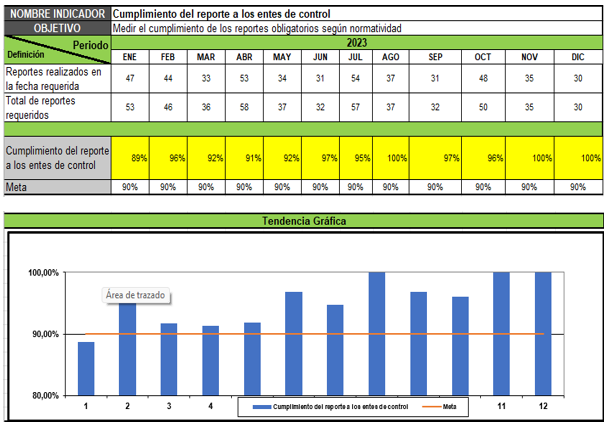 NOMBRE INDICADOR Cumplimiento del reporte a los entes de control
OBJETIVO Medir el cumplimiento de los reportes obligatorios según normatividad
Periodo 2023
Definición ENE FEB MAR ABR MAY JUN JUL AGO SEP OCT NOV DIC
Reportes realizados en
la fecha requerida 47 44 33 53 34 31 54 37 31 48 35 30
Total de reportes
requeridos 53 46 36 58 37 32 57 37 32 50 35 30
Cumplimiento del reporte
a los entes de control 89% 96% 92% 91% 92% 97% 95% 100% 97% 96% 100% 100%
Meta 90% 90% 90% 90% 90% 90% 90% 90% 90% 90% 90% 90%
Tendencia Gráfica
100,00%
Área de trazado
90,00%
80,00%
1 2 3 4 11 12
Cumplimiento del reporte a los entes de control Meta